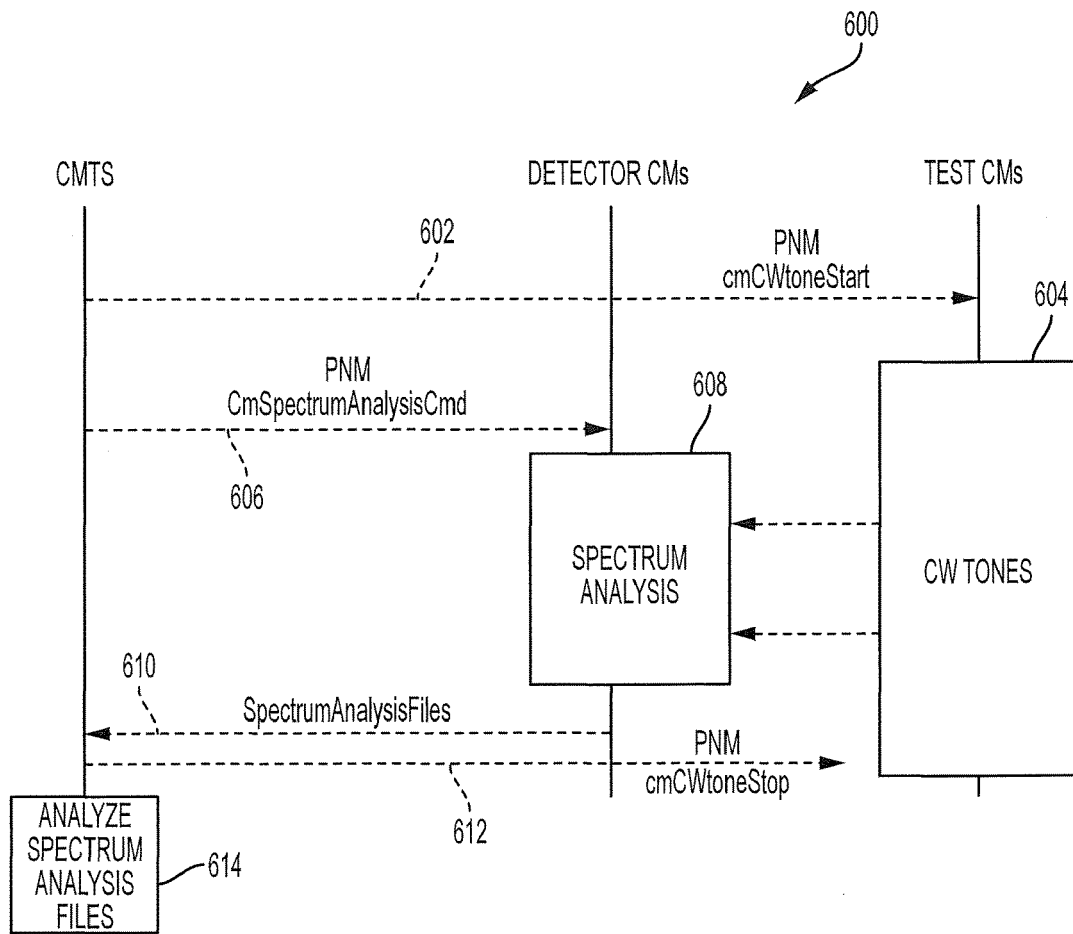 600
CMTS
DETECTOR CMs
TEST CMs
602
PNM
cmCWtoneStart
604
PNM
CmSpectrumAnalysisCmd
606
608
SPECTRUM
ANALYSIS
CW TONES
610
SpectrumAnalysisFiles
PNM
cmCWtoneStop
612
ANALYZE
SPECTRUM
ANALYSIS
FILES
614